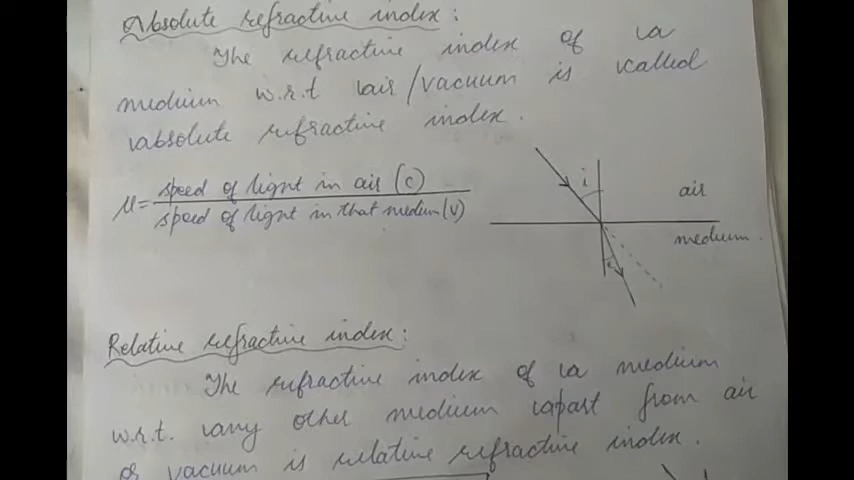 Absolute refractive index:
The refractive index of a
medium w.r.t air/vacuum is called
absolute refractive index.
μ = speed of light in air (c)
speed of light in that medium (v)
i
air
medium
r
Relative refractive index:
The refractive index of a medium
w.r.t. any other medium apart from air
or vacuum is relative refractive index.